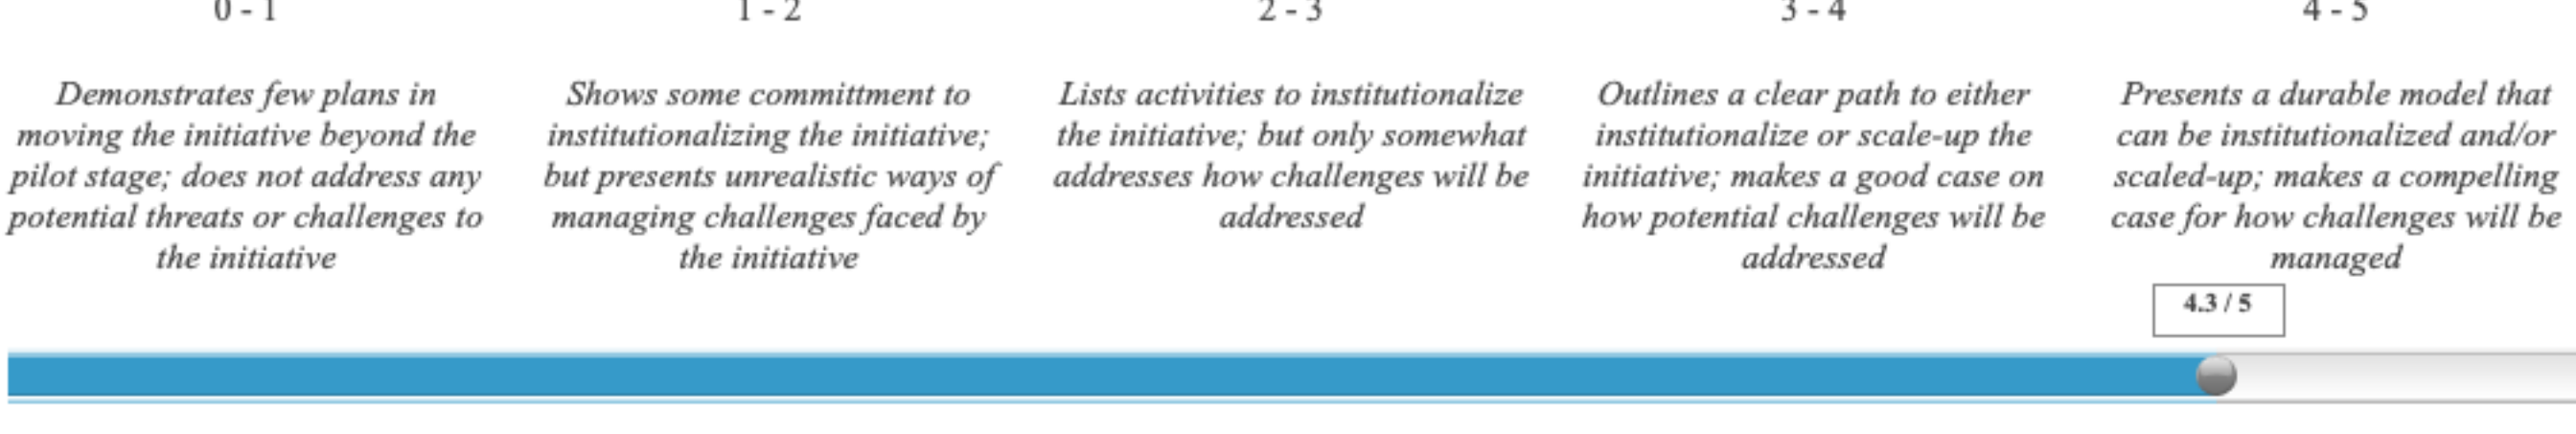 0 - 1
1 - 2
2 - 3
3 - 4
4 - 5
Demonstrates few plans in
moving the initiative beyond the
pilot stage; does not address any
potential threats or challenges to
the initiative
Shows some committment to
institutionalizing the initiative;
but presents unrealistic ways of
managing challenges faced by
the initiative
Lists activities to institutionalize
the initiative; but only somewhat
addresses how challenges will be
addressed
Outlines a clear path to either
institutionalize or scale-up the
initiative; makes a good case on
how potential challenges will be
addressed
Presents a durable model that
can be institutionalized and/or
scaled-up; makes a compelling
case for how challenges will be
managed
4.3 / 5